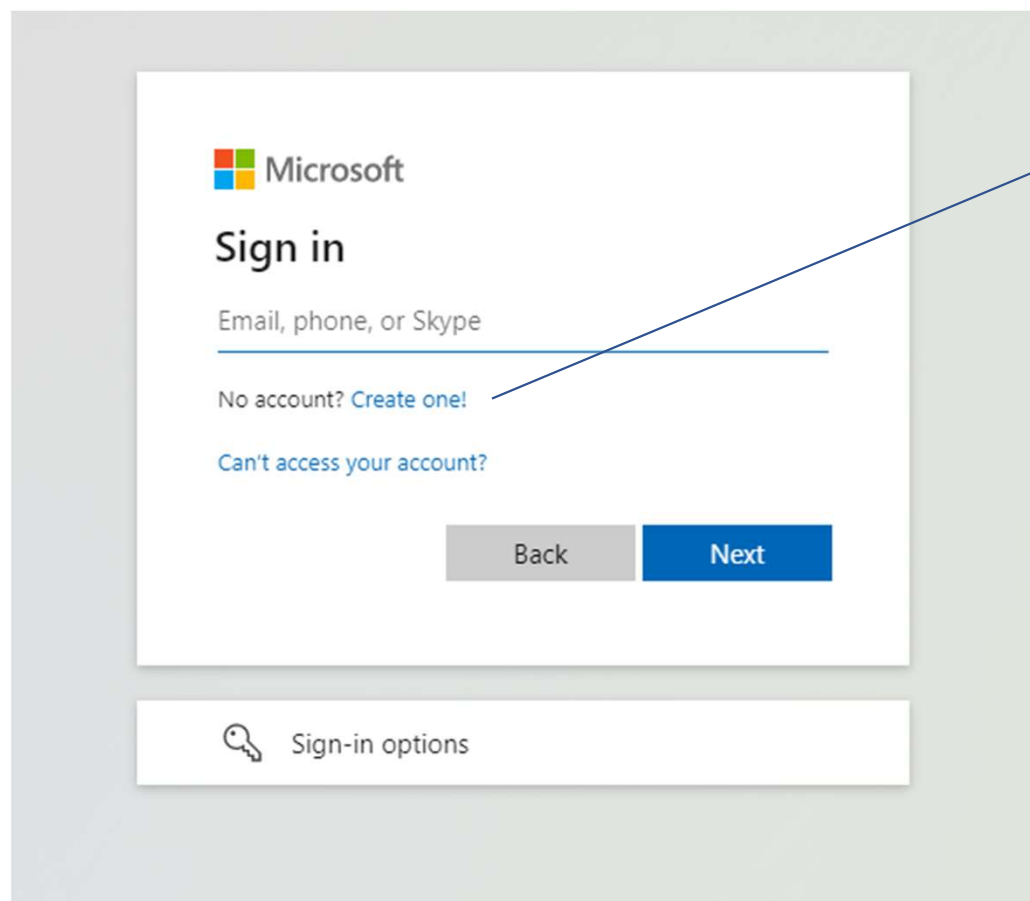 Microsoft
Sign in
Email, phone, or Skype
No account? Create one!
Can't access your account?
Back Next
Sign-in options